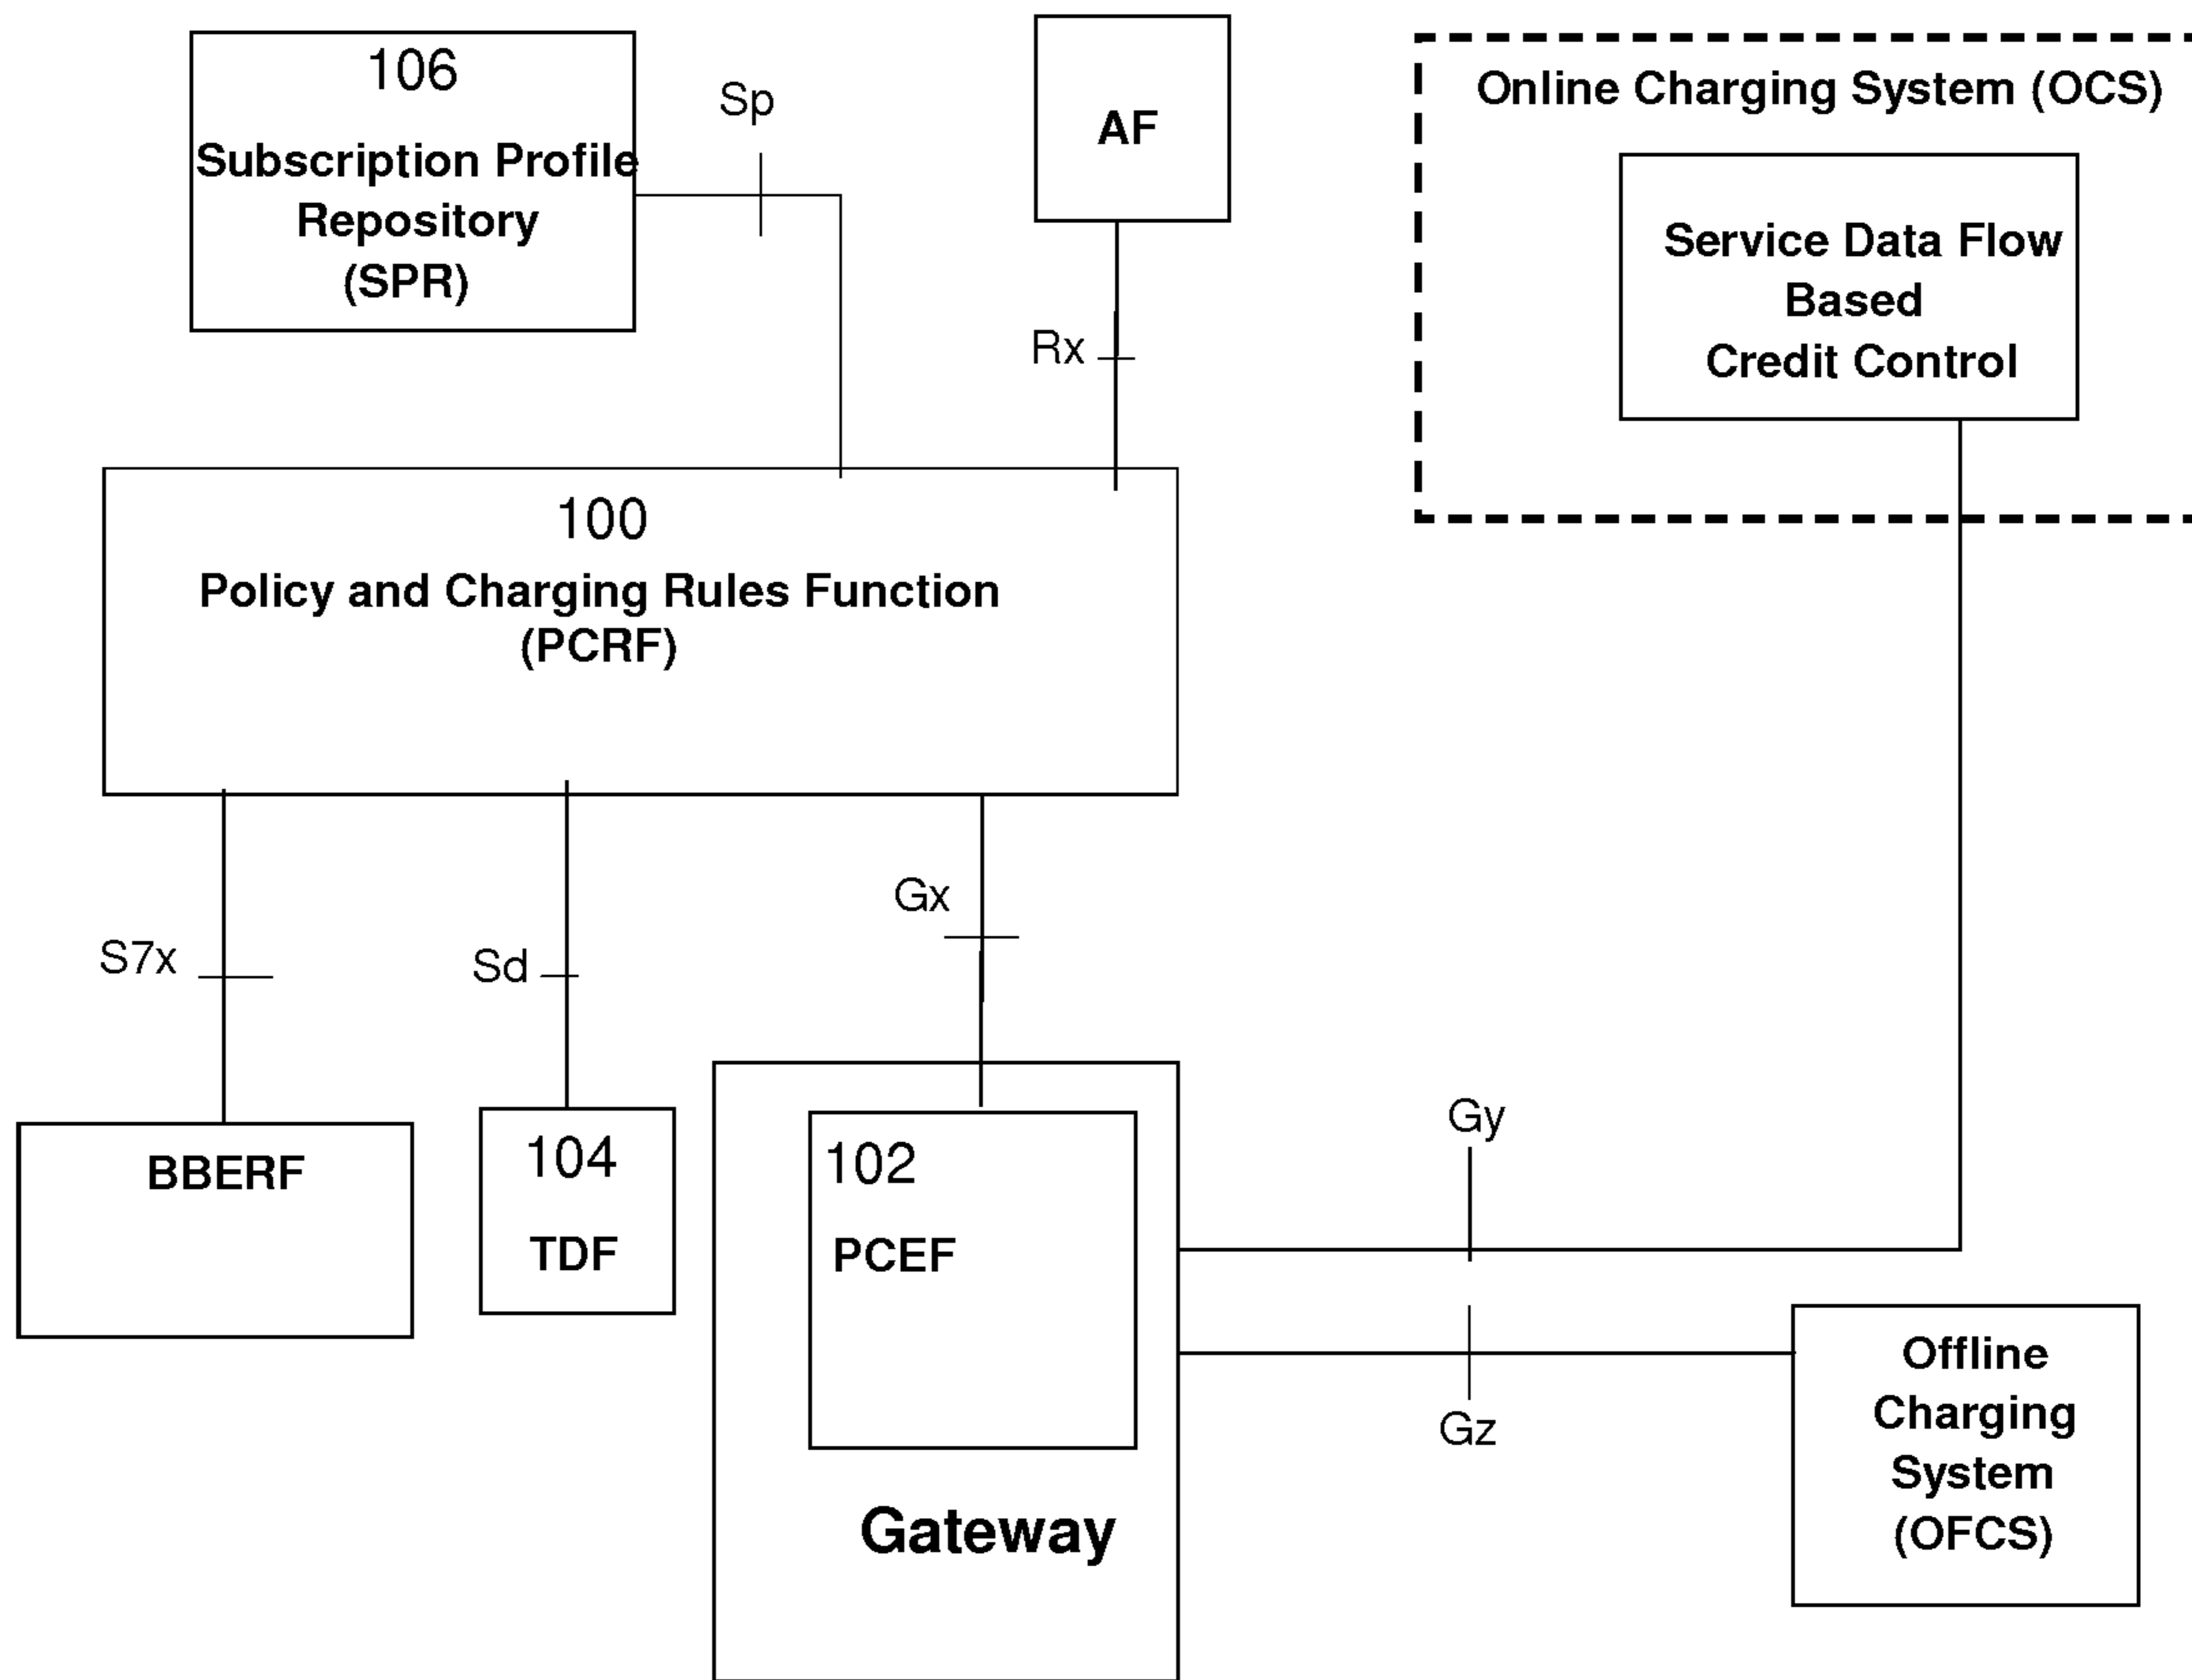 106
Subscription Profile
Repository
(SPR)
Sp
AF
Rx
Online Charging System (OCS)
Service Data Flow
Based
Credit Control
100
Policy and Charging Rules Function
(PCRF)
S7x
Sd
Gx
BBERF
104
TDF
102
PCEF
Gateway
Gy
Gz
Offline
Charging
System
(OFCS)